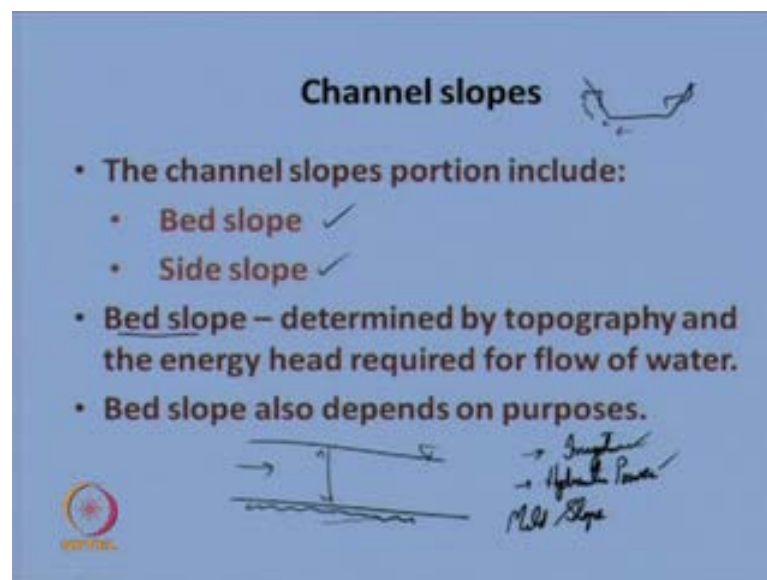 Channel slopes
• The channel slopes portion include:
• Bed slope ✓
• Side slope ✓
• Bed slope – determined by topography and
the energy head required for flow of water.
• Bed slope also depends on purposes.
→ Irrigation
→ Hydraulic Power
Mild Slope
NPTEL